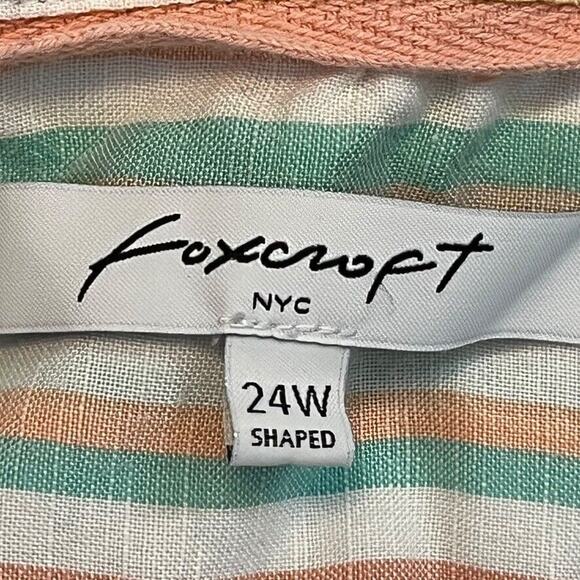 foxcroft
NYC
24W
SHAPED